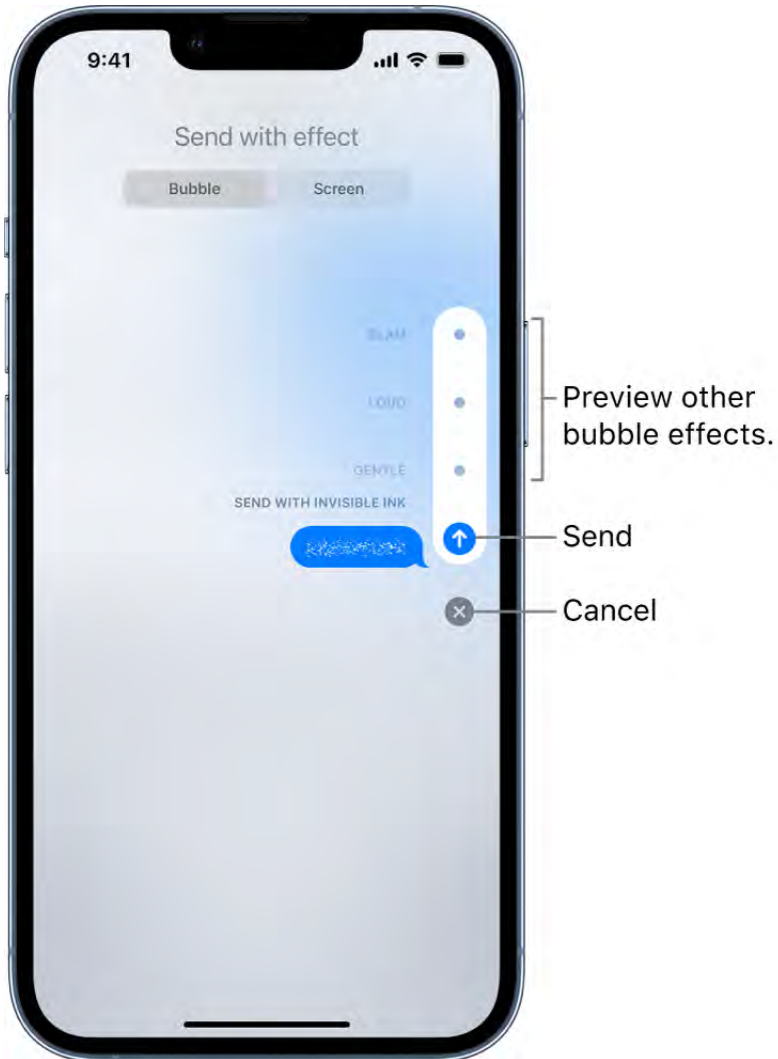 9:41
Send with effect
Bubble Screen
SLAM
LOUD
GENTLE
SEND WITH INVISIBLE INK
Preview other
bubble effects.
Send
Cancel